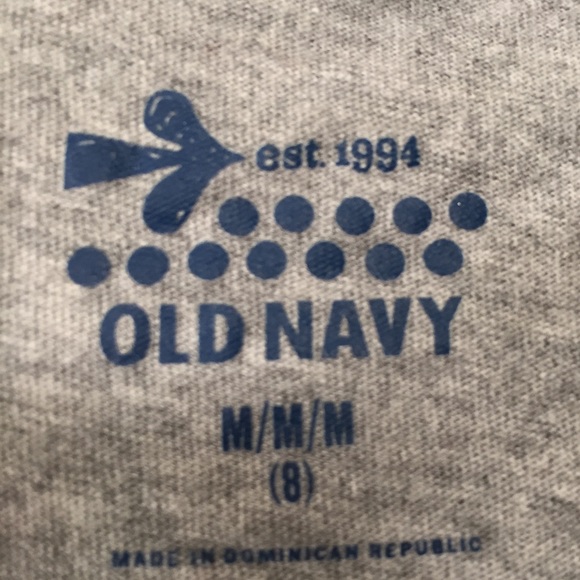 est. 1994
OLD NAVY
M/M/M
(8)
MADE IN DOMINICAN REPUBLIC